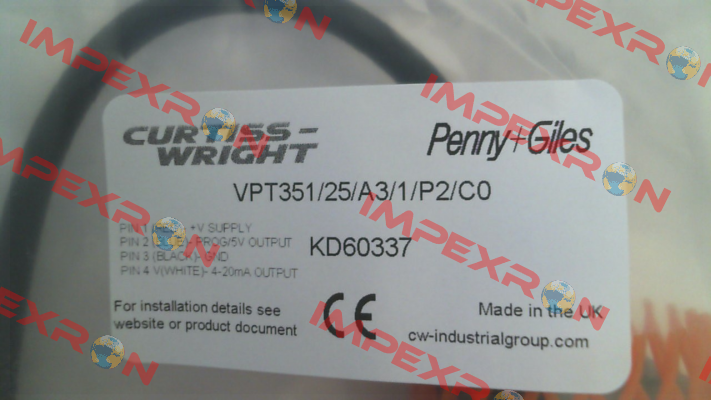 CURTISS-WRIGHT
Penny+Giles
VPT351/25/A3/1/P2/C0
PIN 1 +V SUPPLY
PIN 2 - PROG/5V OUTPUT
PIN 3 (BLACK)- GND
PIN 4 V(WHITE)- 4-20mA OUTPUT
KD60337
For installation details see
website or product document
CE
Made in the UK
cw-industrialgroup.com
IMPEXRON
IMPEXRON
IMPEXRON
IMPEXRON
IMPEXRON